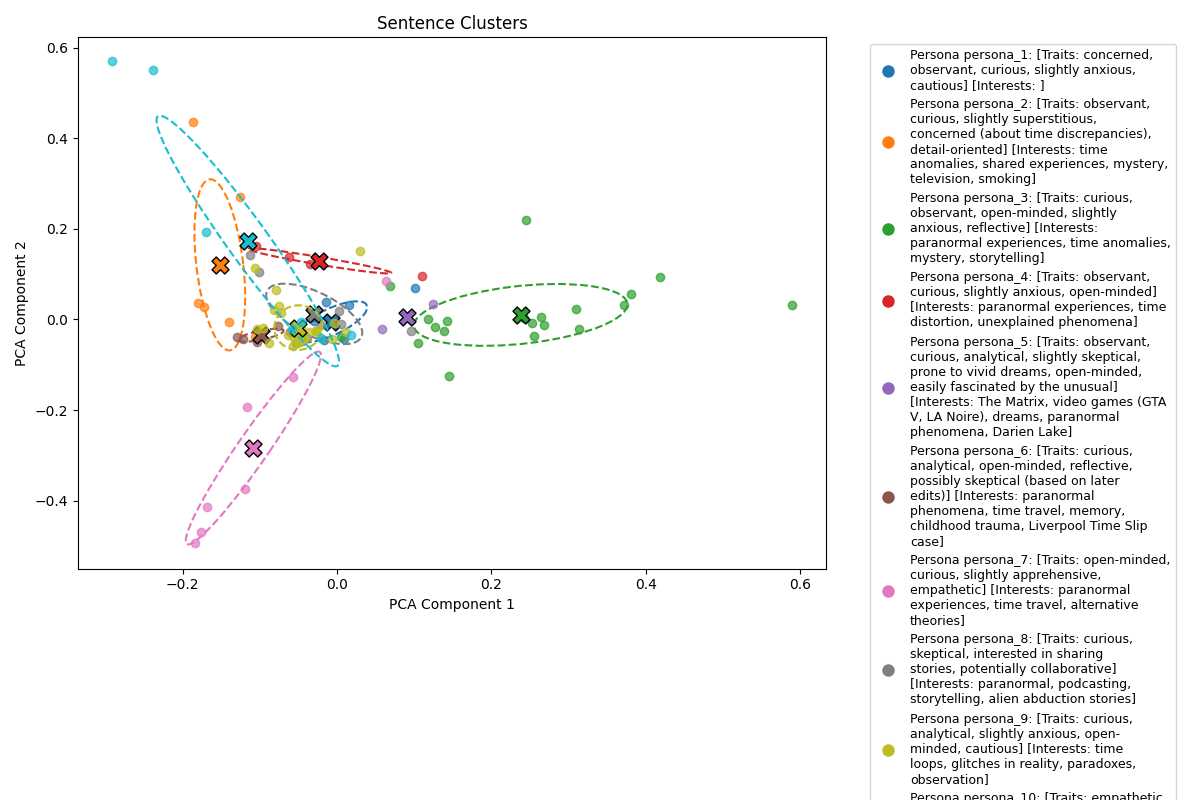 Sentence Clusters
0.6
0.4
0.2
0.0
−0.2
−0.4
PCA Component 2
−0.2
0.0
0.2
0.4
0.6
PCA Component 1
Persona persona_1: [Traits: concerned,
observant, curious, slightly anxious,
cautious] [Interests: ]
Persona persona_2: [Traits: observant,
curious, slightly superstitious,
concerned (about time discrepancies),
detail-oriented] [Interests: time
anomalies, shared experiences, mystery,
television, smoking]
Persona persona_3: [Traits: curious,
observant, open-minded, slightly
anxious, reflective] [Interests:
paranormal experiences, time anomalies,
mystery, storytelling]
Persona persona_4: [Traits: observant,
curious, slightly anxious, open-minded]
[Interests: paranormal experiences, time
distortion, unexplained phenomena]
Persona persona_5: [Traits: observant,
curious, analytical, slightly skeptical,
prone to vivid dreams, open-minded,
easily fascinated by the unusual]
[Interests: The Matrix, video games (GTA
V, LA Noire), dreams, paranormal
phenomena, Darien Lake]
Persona persona_6: [Traits: curious,
analytical, open-minded, reflective,
possibly skeptical (based on later
edits)] [Interests: paranormal
phenomena, time travel, memory,
childhood trauma, Liverpool Time Slip
case]
Persona persona_7: [Traits: open-minded,
curious, slightly apprehensive,
empathetic] [Interests: paranormal
experiences, time travel, alternative
theories]
Persona persona_8: [Traits: curious,
skeptical, interested in sharing
stories, potentially collaborative]
[Interests: paranormal, podcasting,
storytelling, alien abduction stories]
Persona persona_9: [Traits: curious,
analytical, slightly anxious, open-
minded, cautious] [Interests: time
loops, glitches in reality, paradoxes,
observation]
Persona persona_10: [Traits: empathetic,